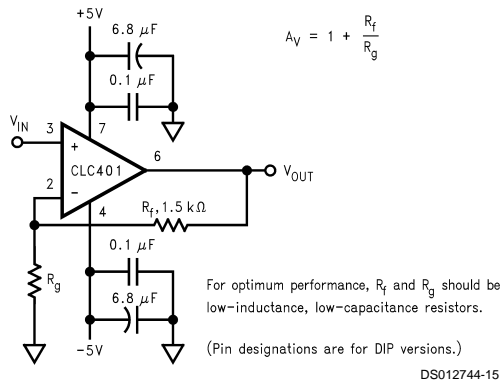 +5V
6.8 µF
0.1 µF
A_V = 1 + R_f / R_g
V_IN
3
7
+
CLC401
6
V_OUT
2
−
4
R_f, 1.5 kΩ
0.1 µF
R_g
6.8 µF
−5V
For optimum performance, R_f and R_g should be
low-inductance, low-capacitance resistors.
(Pin designations are for DIP versions.)
DS012744-15